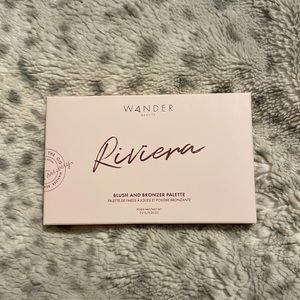 W4NDER
BEAUTY
Riviera
BLUSH AND BRONZER PALETTE
PALETTE DE FARDS À JOUES ET POUDRE BRONZANTE